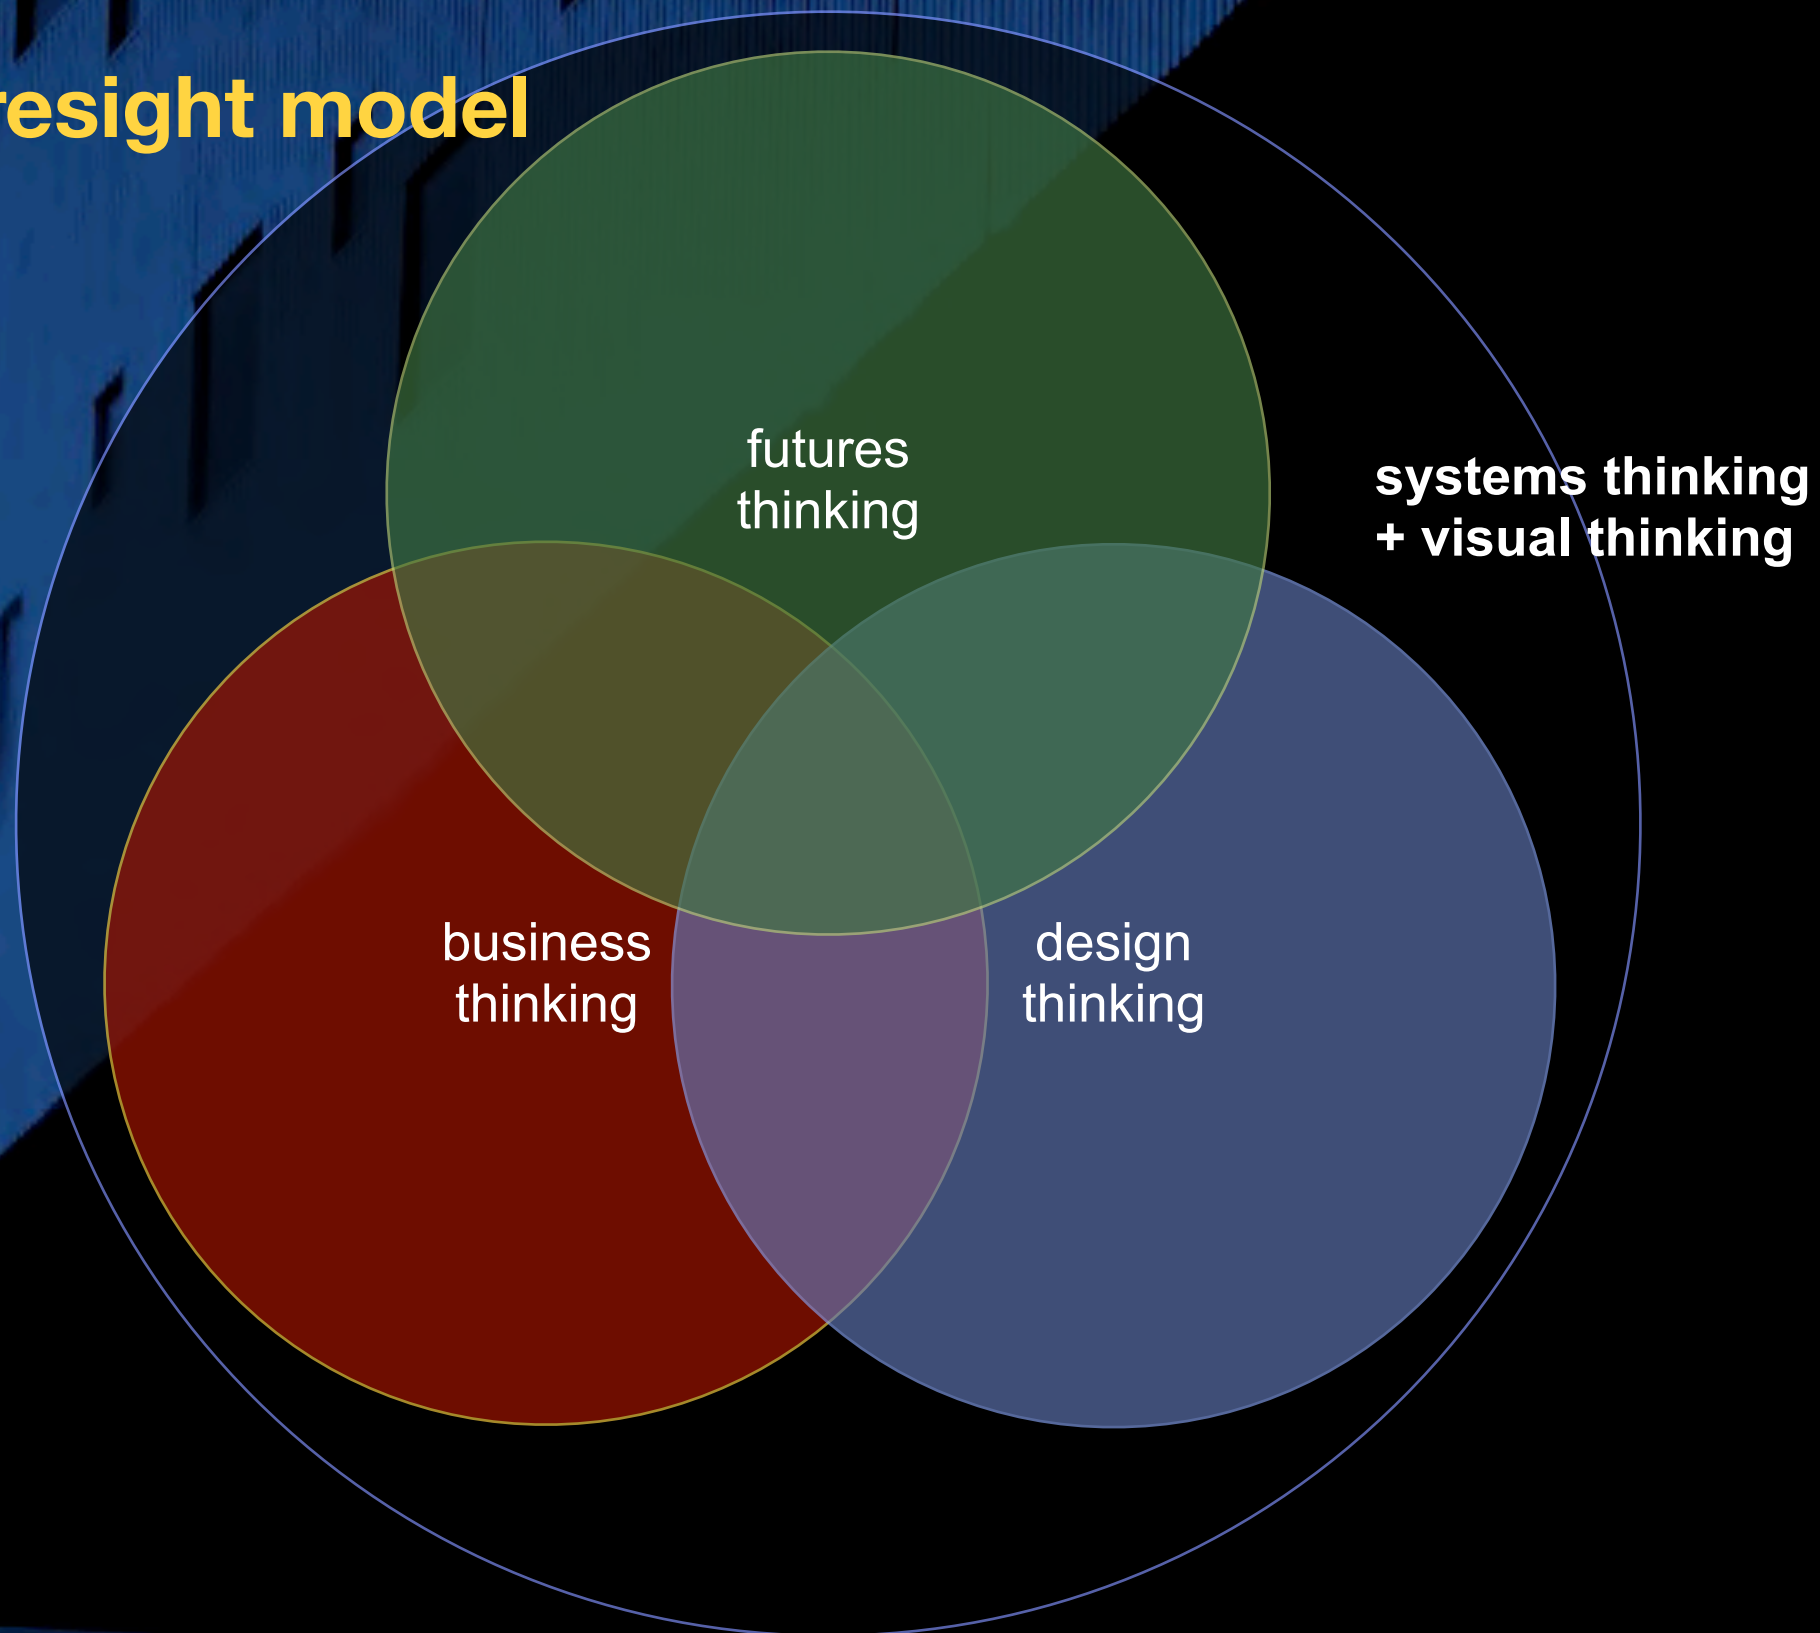 resight model
futures
thinking
systems thinking
+ visual thinking
business
thinking
design
thinking